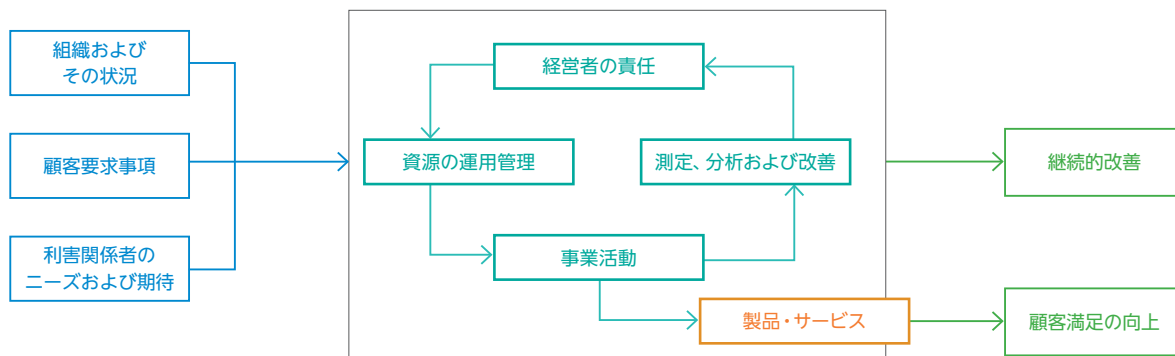 組織および
その状況
顧客要求事項
利害関係者の
ニーズおよび期待
経営者の責任
資源の運用管理
測定、分析および改善
事業活動
製品・サービス
継続的改善
顧客満足の向上